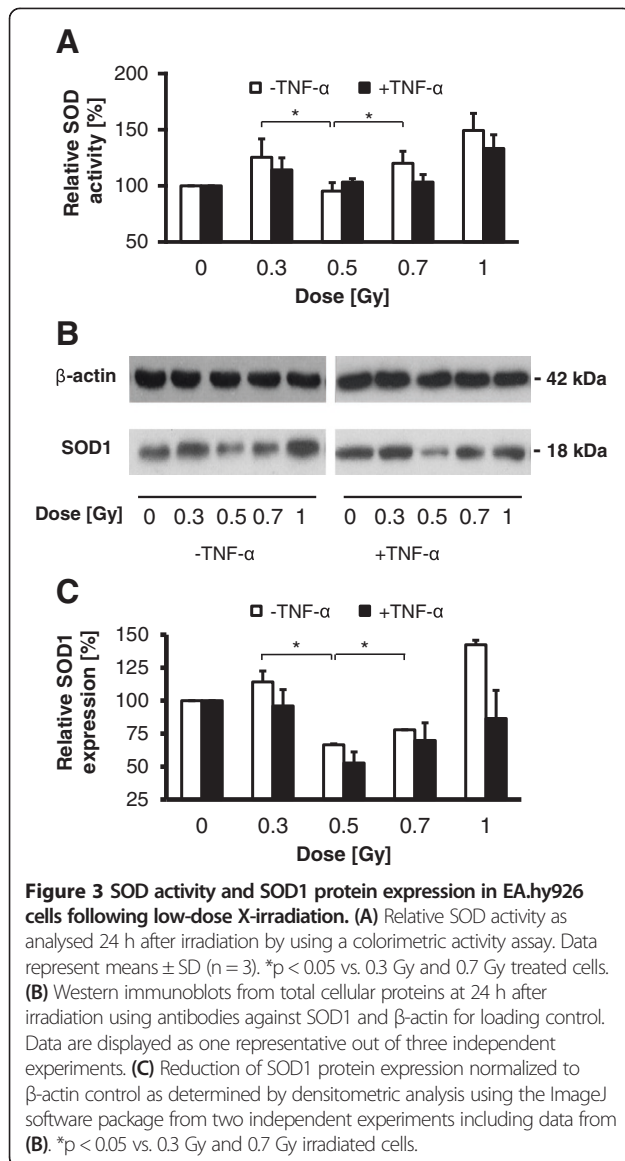 A
Relative SOD
activity [%]
200
150
100
50
-TNF-α +TNF-α
* *
0 0.3 0.5 0.7 1
Dose [Gy]
B
β-actin - 42 kDa
SOD1 - 18 kDa
Dose [Gy] 0 0.3 0.5 0.7 1 0 0.3 0.5 0.7 1
-TNF-α +TNF-α
C
Relative SOD1
expression [%]
150
125
100
75
50
25
-TNF-α +TNF-α
* *
0 0.3 0.5 0.7 1
Dose [Gy]
Figure 3 SOD activity and SOD1 protein expression in EA.hy926
cells following low-dose X-irradiation. (A) Relative SOD activity as
analysed 24 h after irradiation by using a colorimetric activity assay. Data
represent means ± SD (n = 3). *p < 0.05 vs. 0.3 Gy and 0.7 Gy treated cells.
(B) Western immunoblots from total cellular proteins at 24 h after
irradiation using antibodies against SOD1 and β-actin for loading control.
Data are displayed as one representative out of three independent
experiments. (C) Reduction of SOD1 protein expression normalized to
β-actin control as determined by densitometric analysis using the ImageJ
software package from two independent experiments including data from
(B). *p < 0.05 vs. 0.3 Gy and 0.7 Gy irradiated cells.